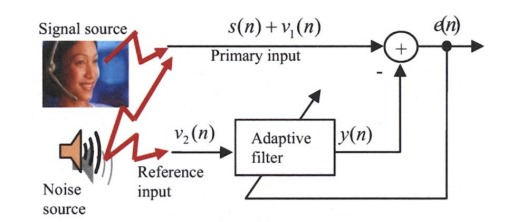 Signal source
s(n) + v₁(n)
e(n)
Primary input
+
-
v₂(n)
Adaptive
filter
y(n)
Reference
input
Noise
source